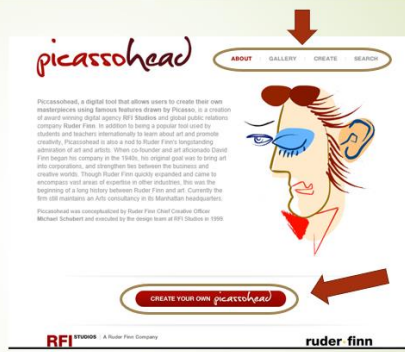 picassohead
ABOUT GALLERY CREATE SEARCH
Piccassohead, a digital tool that allows users to create their own
masterpieces using famous features drawn by Picasso, is a creation
of award winning digital agency RFI Studios and global public relations
company Ruder Finn. In addition to being a popular tool used by
students and teachers internationally to learn about art and promote
creativity, Picassohead is also a nod to Ruder Finn's longstanding
admiration of art and artists. When co-founder and art aficionado David
Finn began his company in the 1940s, his original goal was to bring art
into corporations, and strengthen ties between the business and
creative worlds. Though Ruder Finn quickly expanded and came to
encompass vast areas of expertise in other industries, this was the
beginning of a long history between Ruder Finn and art. Currently the
firm still maintains an Arts consultancy in its Manhattan headquarters.
Piccassohead was conceptualized by Ruder Finn Chief Creative Officer
Michael Schubert and executed by the design team at RFI Studios in 1999.
CREATE YOUR OWN picassohead
RFI STUDIOS | A Ruder Finn Company
ruder·finn